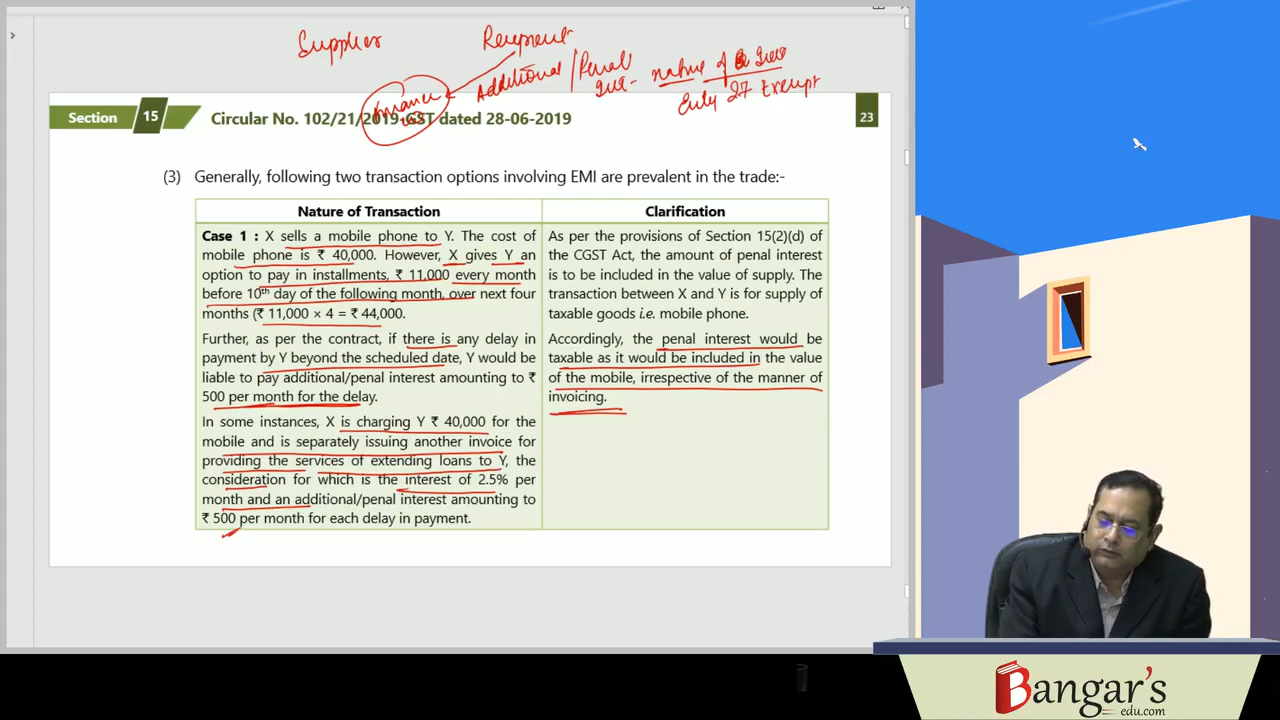 Supplier
Recipient
Additional / Penal
Int - nature of Int
Entry 27 Exempt
Finance co
Section 15
Circular No. 102/21/2019-GST dated 28-06-2019
23
(3) Generally, following two transaction options involving EMI are prevalent in the trade:-
Nature of Transaction
Case 1 : X sells a mobile phone to Y. The cost of
mobile phone is ₹ 40,000. However, X gives Y an
option to pay in installments, ₹ 11,000 every month
before 10th day of the following month, over next four
months (₹ 11,000 × 4 = ₹ 44,000.
Further, as per the contract, if there is any delay in
payment by Y beyond the scheduled date, Y would be
liable to pay additional/penal interest amounting to ₹
500 per month for the delay.
In some instances, X is charging Y ₹ 40,000 for the
mobile and is separately issuing another invoice for
providing the services of extending loans to Y, the
consideration for which is the interest of 2.5% per
month and an additional/penal interest amounting to
₹ 500 per month for each delay in payment.
Clarification
As per the provisions of Section 15(2)(d) of
the CGST Act, the amount of penal interest
is to be included in the value of supply. The
transaction between X and Y is for supply of
taxable goods i.e. mobile phone.
Accordingly, the penal interest would be
taxable as it would be included in the value
of the mobile, irrespective of the manner of
invoicing.
Bangar's
edu.com